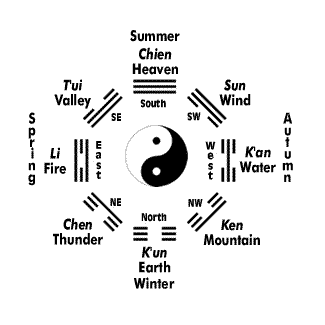 Summer
Chien
Heaven
South
T'ui
Valley
SE
Sun
Wind
SW
Spring
Li
Fire
East
West
K'an
Water
Autumn
NE
Chen
Thunder
North
NW
Ken
Mountain
K'un
Earth
Winter